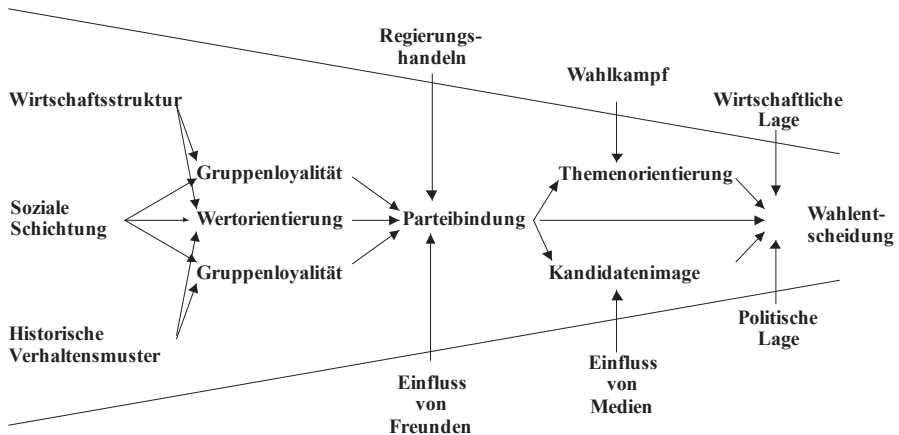 Regierungs-
handeln
Wahlkampf
Wirtschaftsstruktur
Wirtschaftliche
Lage
Gruppenloyalität
Themenorientierung
Soziale
Schichtung
Wertorientierung
Parteibindung
Wahlent-
scheidung
Gruppenloyalität
Kandidatenimage
Historische
Verhaltensmuster
Politische
Lage
Einfluss
von
Freunden
Einfluss
von
Medien